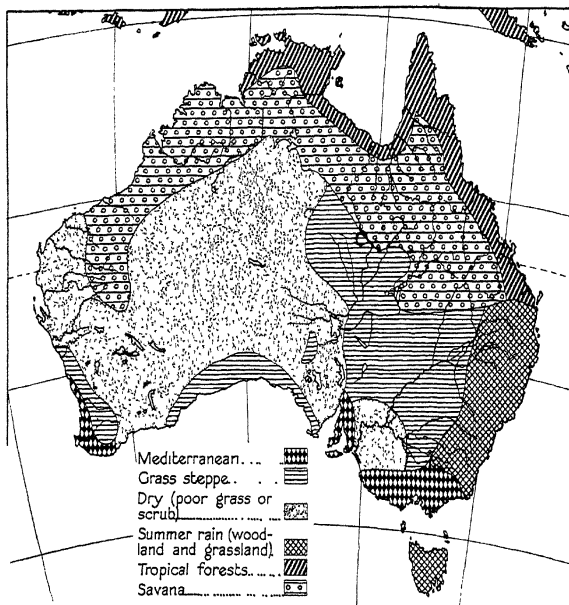 Mediterranean....
Grass steppe.. . .
Dry (poor grass or
scrub)..................
Summer rain (wood-
land and grassland).
Tropical forests........
Savana................